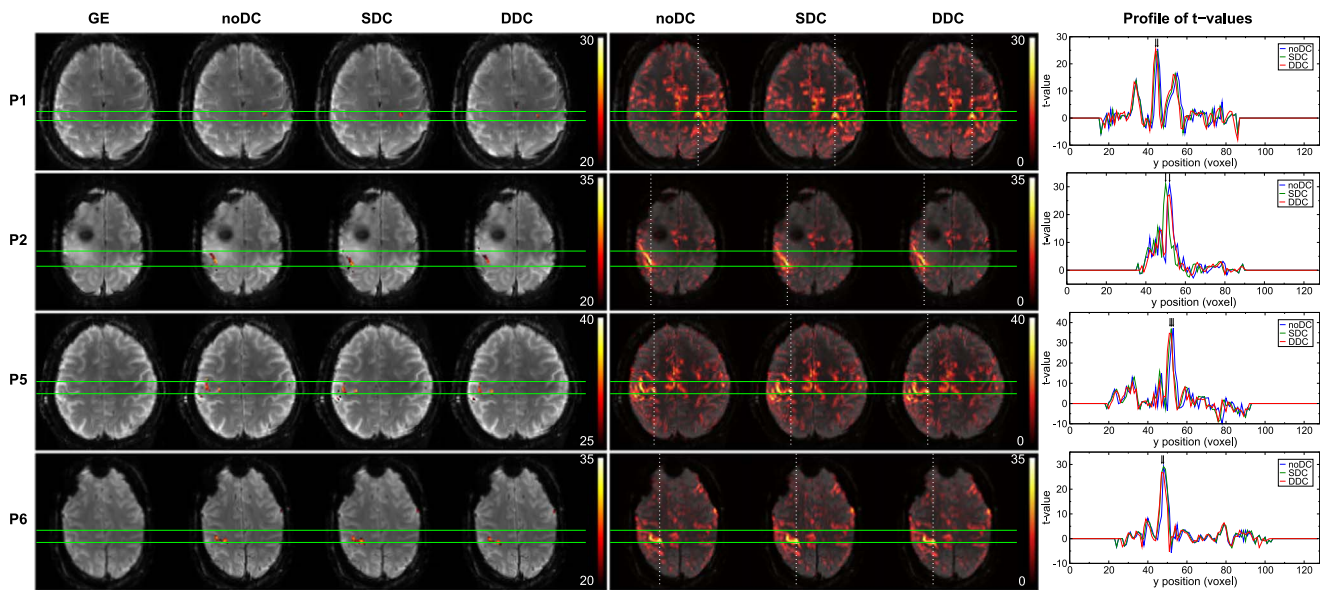 GE noDC SDC DDC noDC SDC DDC Profile of t−values
P1
30
20
30
0
t-value
30
20
10
0
-10
0 20 40 60 80 100 120
y position (voxel)
noDC
SDC
DDC
P2
35
20
35
0
t-value
30
20
10
0
0 20 40 60 80 100 120
y position (voxel)
noDC
SDC
DDC
P5
40
25
40
0
t-value
40
30
20
10
0
-10
0 20 40 60 80 100 120
y position (voxel)
noDC
SDC
DDC
P6
35
20
35
0
t-value
30
20
10
0
-10
0 20 40 60 80 100 120
y position (voxel)
noDC
SDC
DDC